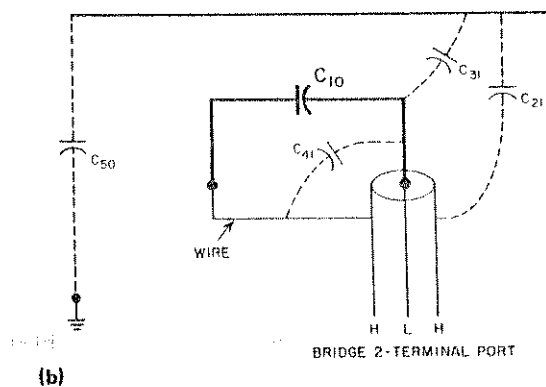 C31
C10
C21
C41
C50
WIRE
H L H
BRIDGE 2-TERMINAL PORT
(b)